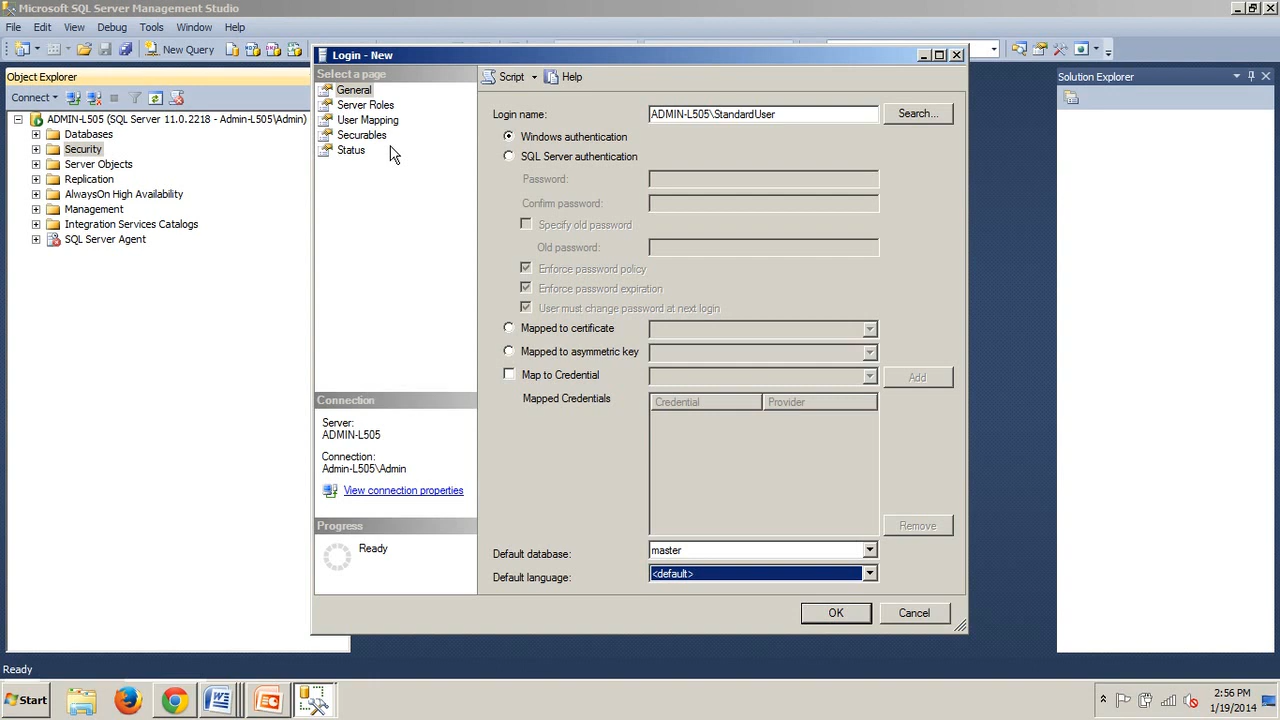 Microsoft SQL Server Management Studio
File Edit View Debug Tools Window Help
New Query
Object Explorer
Connect
ADMIN-L505 (SQL Server 11.0.2218 - Admin-L505\Admin)
Databases
Security
Server Objects
Replication
AlwaysOn High Availability
Management
Integration Services Catalogs
SQL Server Agent
Login - New
Select a page
General
Server Roles
User Mapping
Securables
Status
Connection
Server:
ADMIN-L505
Connection:
Admin-L505\Admin
View connection properties
Progress
Ready
Script Help
Login name: ADMIN-L505\StandardUser Search...
Windows authentication
SQL Server authentication
Password:
Confirm password:
Specify old password
Old password:
Enforce password policy
Enforce password expiration
User must change password at next login
Mapped to certificate
Mapped to asymmetric key
Map to Credential Add
Mapped Credentials Credential Provider
Remove
Default database: master
Default language: <default>
OK Cancel
Solution Explorer
Ready
Start
2:56 PM
1/19/2014